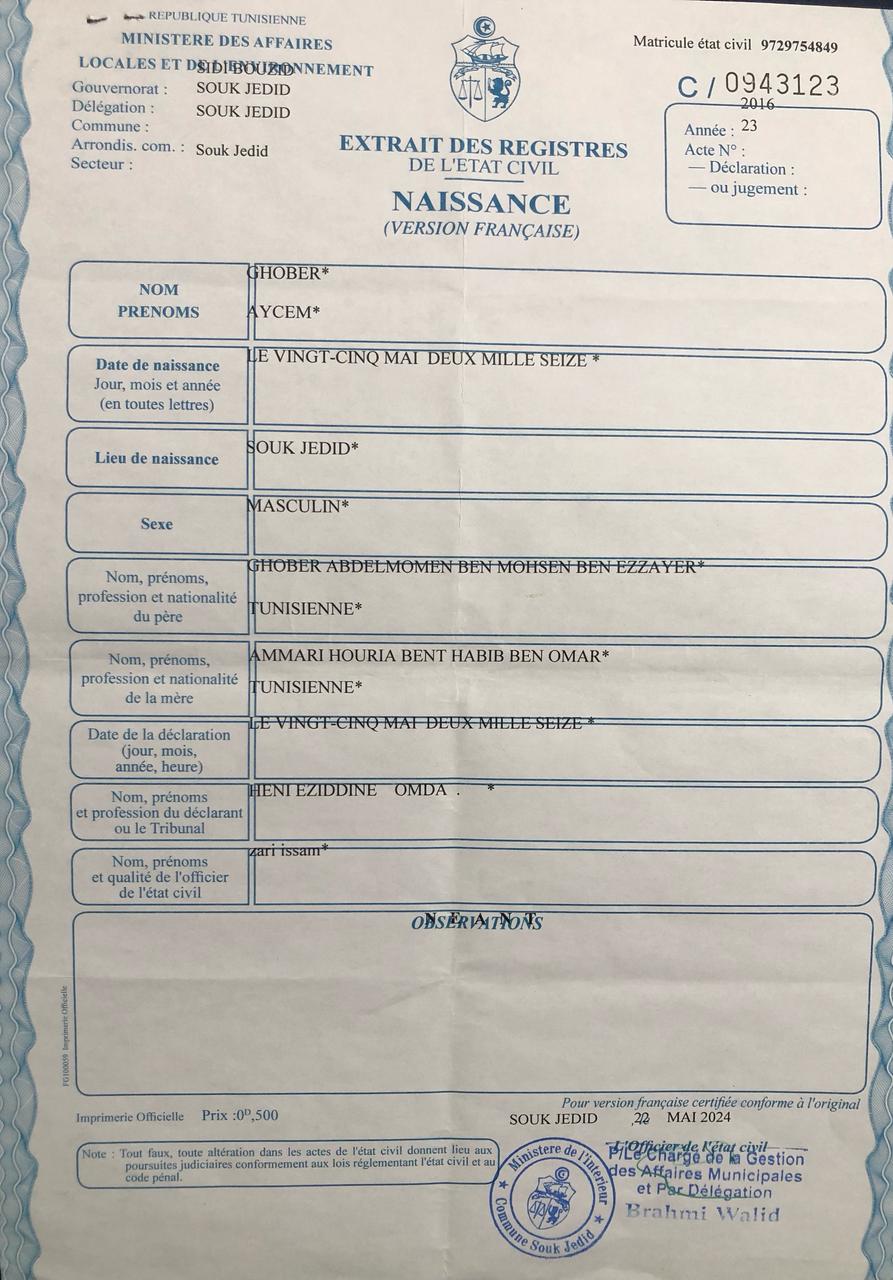 REPUBLIQUE TUNISIENNE
MINISTERE DES AFFAIRES
LOCALES ET DE L'ENVIRONNEMENT
SIDI BOUZID
Gouvernorat : SOUK JEDID
Délégation : SOUK JEDID
Commune :
Arrondis. com. : Souk Jedid
Secteur :
Matricule état civil 9729754849
C / 0943123
2016
Année : 23
Acte N° :
— Déclaration :
— ou jugement :
EXTRAIT DES REGISTRES
DE L'ETAT CIVIL
NAISSANCE
(VERSION FRANÇAISE)
NOM
PRENOMS
GHOBER*
AYCEM*
Date de naissance
Jour, mois et année
(en toutes lettres)
LE VINGT-CINQ MAI DEUX MILLE SEIZE *
Lieu de naissance
SOUK JEDID*
Sexe
MASCULIN*
Nom, prénoms,
profession et nationalité
du père
GHOBER ABDELMOMEN BEN MOHSEN BEN EZZAYER*
TUNISIENNE*
Nom, prénoms,
profession et nationalité
de la mère
AMMARI HOURIA BENT HABIB BEN OMAR*
TUNISIENNE*
Date de la déclaration
(jour, mois,
année, heure)
LE VINGT-CINQ MAI DEUX MILLE SEIZE *
Nom, prénoms
et profession du déclarant
ou le Tribunal
HENI EZIDDINE OMDA . *
Nom, prénoms
et qualité de l'officier
de l'état civil
zari issam*
OBSERVATIONS
N E A N T
FG100059 Imprimerie Officielle
Imprimerie Officielle Prix :0ᴰ,500
Pour version française certifiée conforme à l'original
SOUK JEDID 22 MAI 2024
Note : Tout faux, toute altération dans les actes de l'état civil donnent lieu aux
poursuites judiciaires conformement aux lois réglementant l'état civil et au
code pénal.
L'Officier de l'état civil
P/Le Chargé de la Gestion
des Affaires Municipales
et Par Délégation
Brahmi Walid
Ministere de l'interieur
Commune Souk Jedid